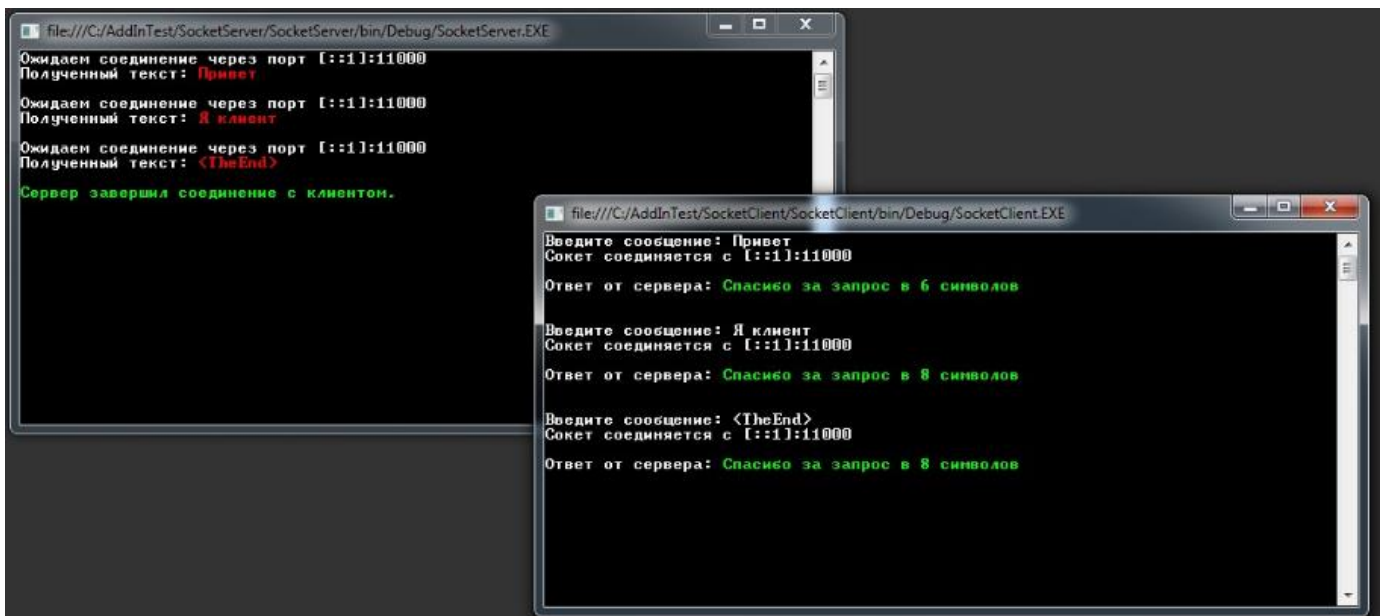 file:///C:/AddInTest/SocketServer/SocketServer/bin/Debug/SocketServer.EXE
Ожидаем соединение через порт [::1]:11000
Полученный текст: Привет
Ожидаем соединение через порт [::1]:11000
Полученный текст: Я клиент
Ожидаем соединение через порт [::1]:11000
Полученный текст: <TheEnd>
Сервер завершил соединение с клиентом.
file:///C:/AddInTest/SocketClient/SocketClient/bin/Debug/SocketClient.EXE
Введите сообщение: Привет
Сокет соединяется с [::1]:11000
Ответ от сервера: Спасибо за запрос в 6 символов
Введите сообщение: Я клиент
Сокет соединяется с [::1]:11000
Ответ от сервера: Спасибо за запрос в 8 символов
Введите сообщение: <TheEnd>
Сокет соединяется с [::1]:11000
Ответ от сервера: Спасибо за запрос в 8 символов